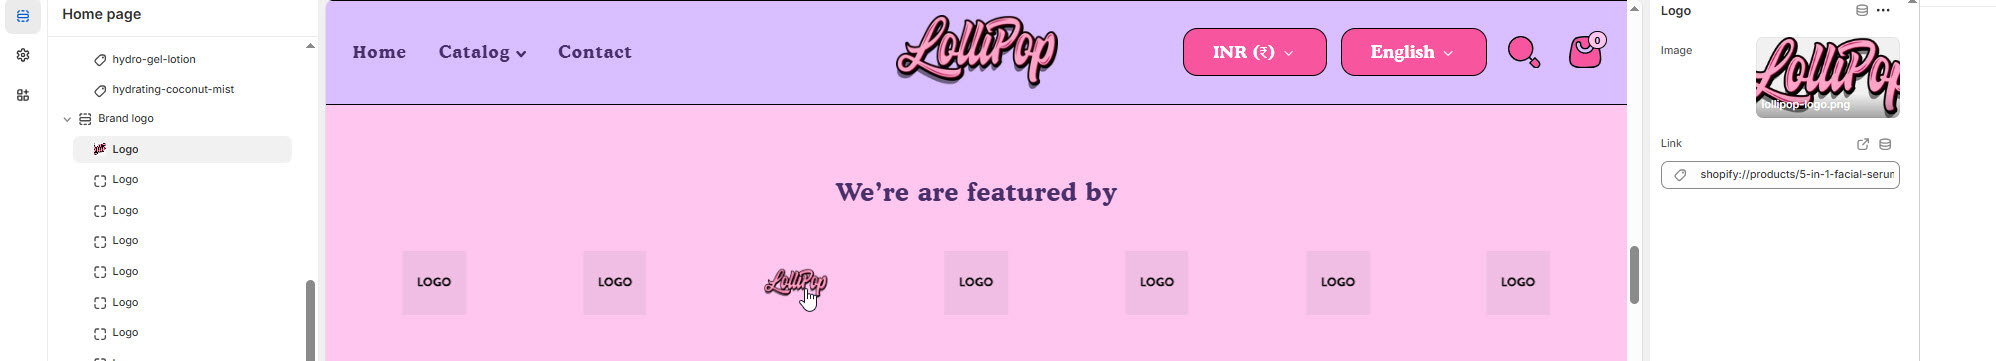 Home page
hydro-gel-lotion
hydrating-coconut-mist
Brand logo
Logo
Logo
Logo
Logo
Logo
Logo
Logo
Home Catalog Contact
LolliPop
INR (₹) English 0
We're are featured by
LOGO LOGO LolliPop LOGO LOGO LOGO LOGO
Logo
Image
LolliPop
lollipop-logo.png
Link
shopify://products/5-in-1-facial-serum